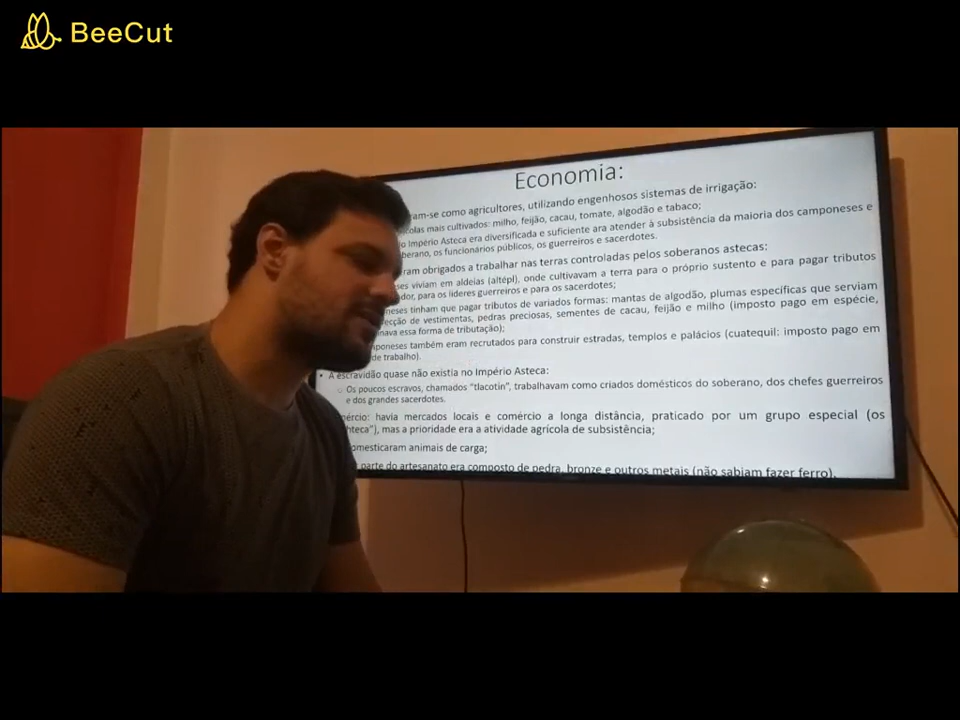 BeeCut
Economia:
ram-se como agricultores, utilizando engenhosos sistemas de irrigação:
colas mais cultivados: milho, feijão, cacau, tomate, algodão e tabaco;
o Império Asteca era diversificada e suficiente ara atender à subsistência da maioria dos camponeses e
berano, os funcionários públicos, os guerreiros e sacerdotes.
ram obrigados a trabalhar nas terras controladas pelos soberanos astecas:
ses viviam em aldeias (altépl), onde cultivavam a terra para o próprio sustento e para pagar tributos
dor, para os líderes guerreiros e para os sacerdotes;
neses tinham que pagar tributos de variados formas: mantas de algodão, plumas específicas que serviam
ecção de vestimentas, pedras preciosas, sementes de cacau, feijão e milho (imposto pago em espécie,
nava essa forma de tributação);
mponeses também eram recrutados para construir estradas, templos e palácios (cuatequil: imposto pago em
de trabalho).
• A escravidão quase não existia no Império Asteca:
Os poucos escravos, chamados “tlacotin”, trabalhavam como criados domésticos do soberano, dos chefes guerreiros
e dos grandes sacerdotes.
ércio: havia mercados locais e comércio a longa distância, praticado por um grupo especial (os
hteca”), mas a prioridade era a atividade agrícola de subsistência;
omesticaram animais de carga;
parte do artesanato era composto de pedra, bronze e outros metais (não sabiam fazer ferro).